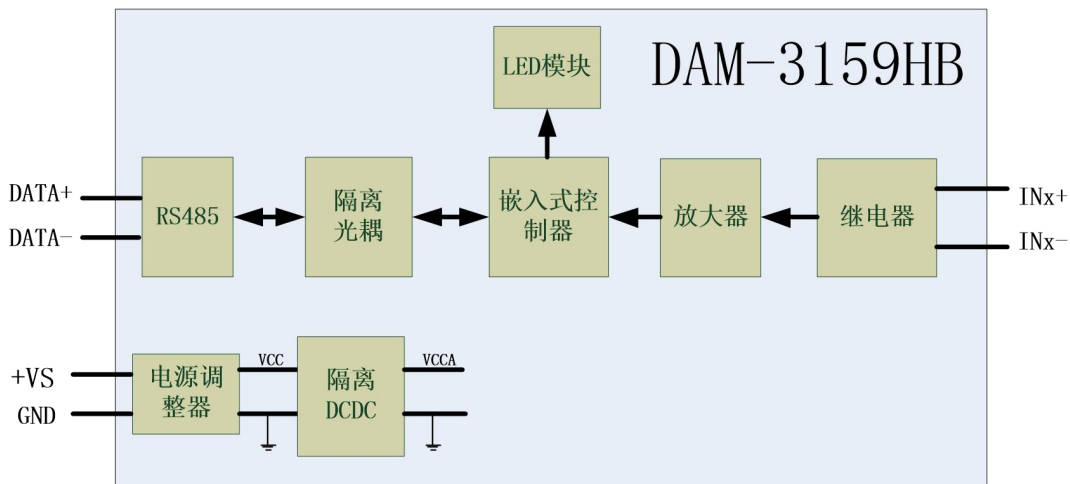 LED模块
DAM-3159HB
DATA+
DATA-
RS485
隔离
光耦
嵌入式控
制器
放大器
继电器
INx+
INx-
+VS
GND
电源调
整器
VCC
隔离
DCDC
VCCA